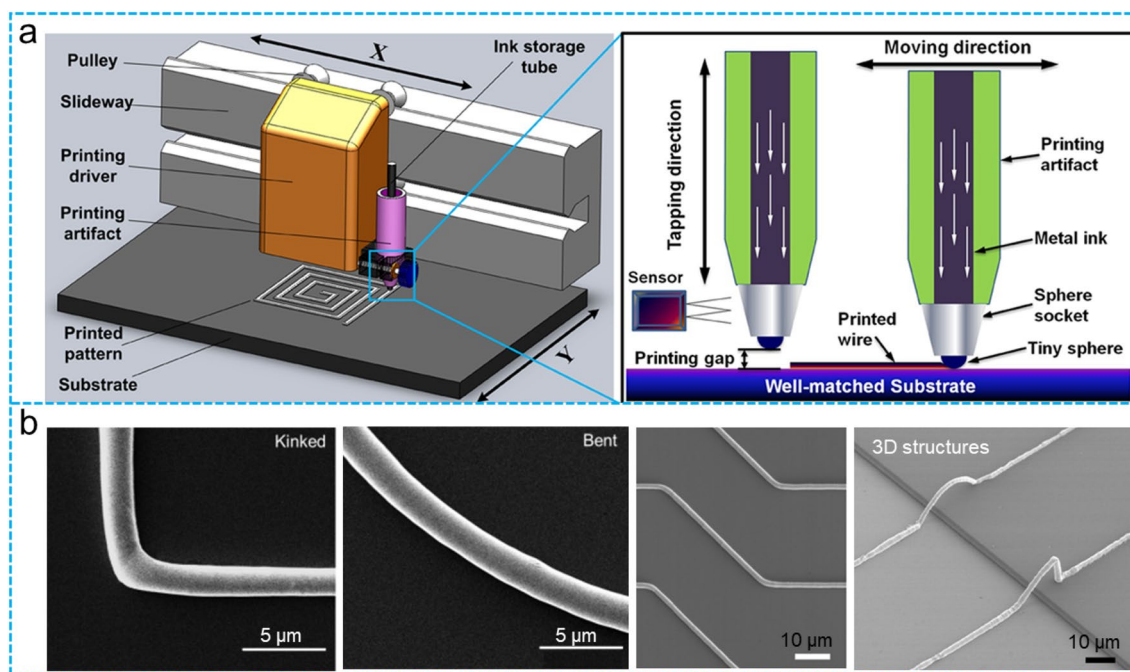 a
X
Ink storage
tube
Pulley
Slideway
Printing
driver
Printing
artifact
Printed
pattern
Substrate
Y
Moving direction
Tapping direction
Printing
artifact
Metal ink
Sensor
Sphere
socket
Printed
wire
Tiny sphere
Printing gap
Well-matched Substrate
b
Kinked
5 μm
Bent
5 μm
10 μm
3D structures
10 μm